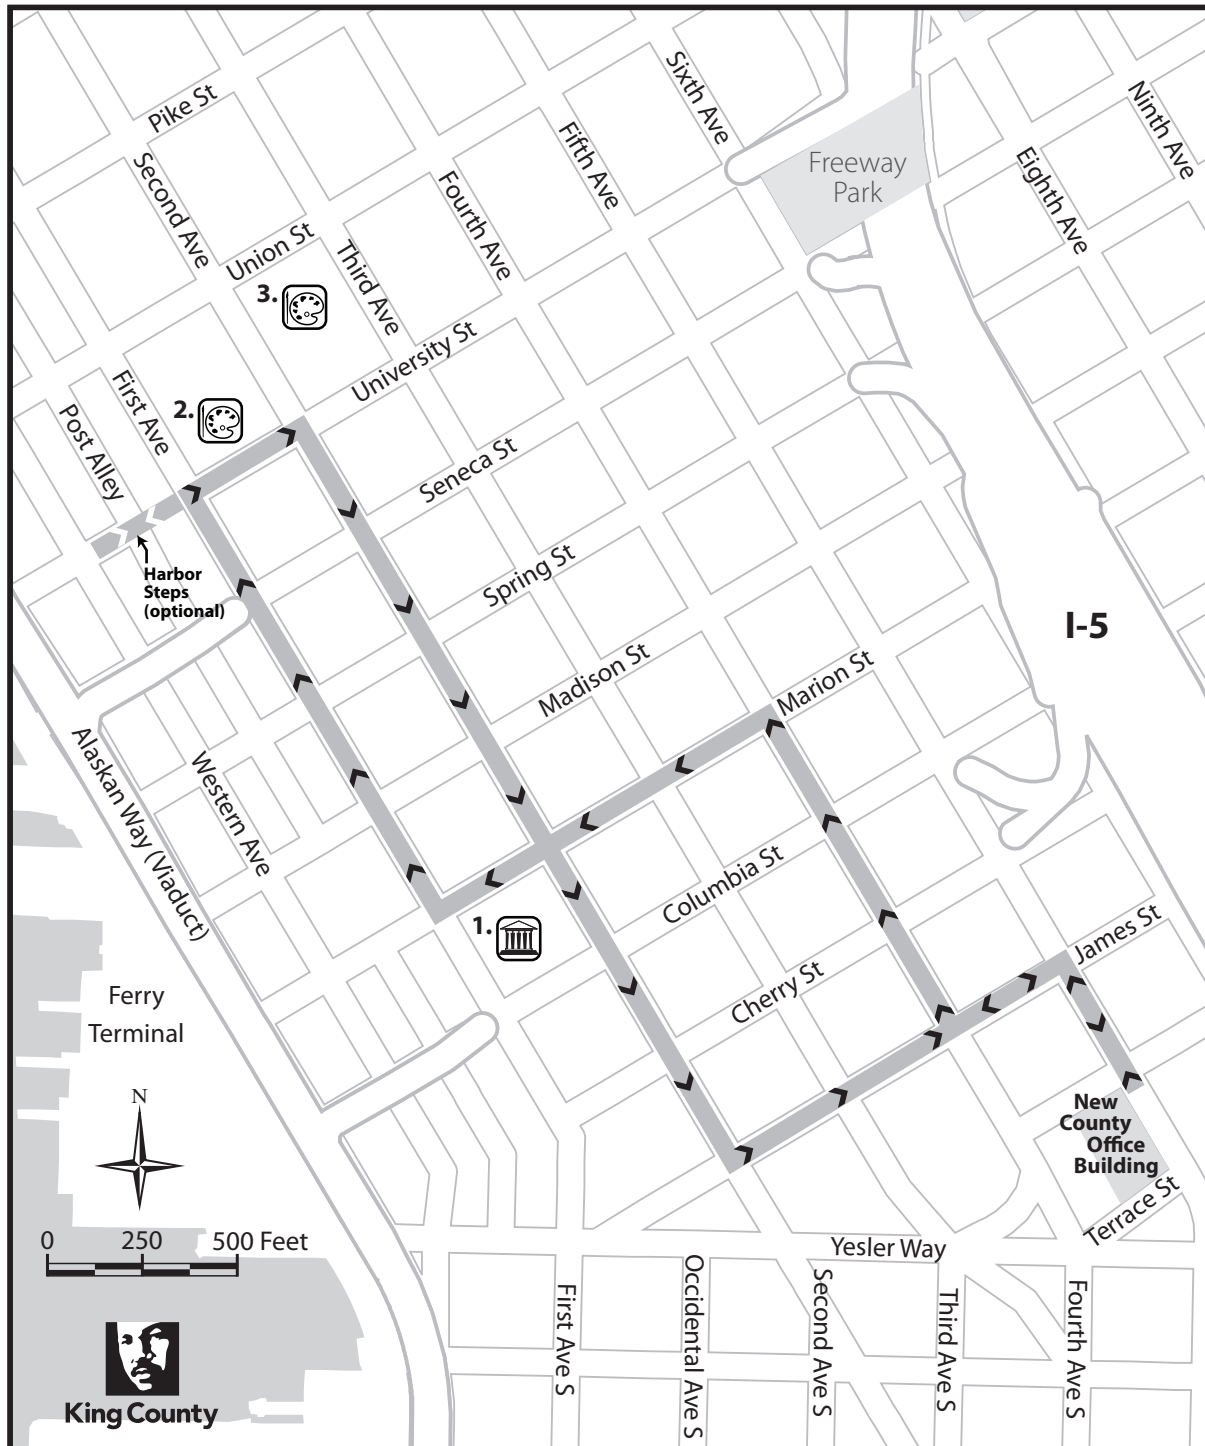 Pike St
Second Ave
Union St
Third Ave
Fourth Ave
Fifth Ave
Sixth Ave
Freeway
Park
Eighth Ave
Ninth Ave
3.
University St
2.
First Ave
Post Alley
Seneca St
Harbor
Steps
(optional)
Spring St
I-5
Madison St
Marion St
Alaskan Way (Viaduct)
Western Ave
Columbia St
1.
Cherry St
James St
Ferry
Terminal
New
County
Office
Building
Terrace St
N
0 250 500 Feet
Yesler Way
First Ave S
Occidental Ave S
Second Ave S
Third Ave S
Fourth Ave S
King County